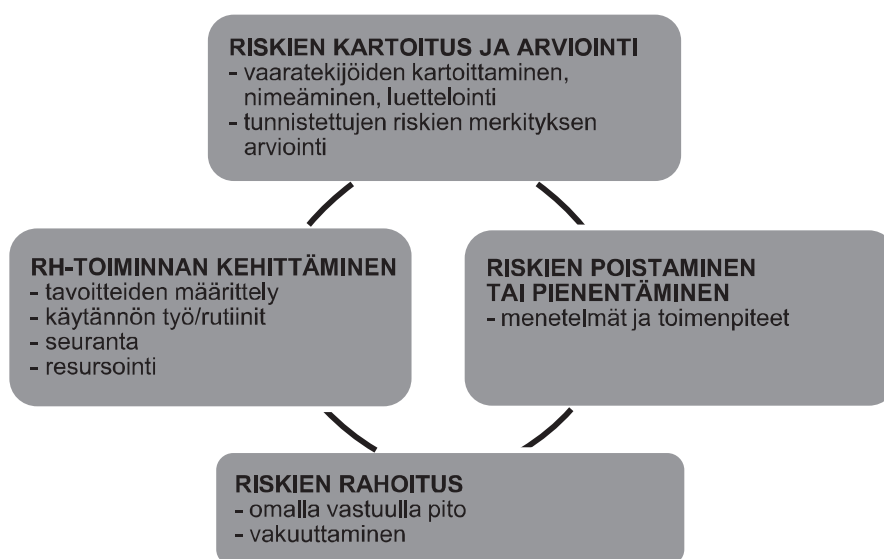 RISKIEN KARTOITUS JA ARVIOINTI
- vaaratekijöiden kartoittaminen,
nimeäminen, luettelointi
- tunnistettujen riskien merkityksen
arviointi
RH-TOIMINNAN KEHITTÄMINEN
- tavoitteiden määrittely
- käytännön työ/rutiinit
- seuranta
- resursointi
RISKIEN POISTAMINEN
TAI PIENENTÄMINEN
- menetelmät ja toimenpiteet
RISKIEN RAHOITUS
- omalla vastuulla pito
- vakuuttaminen